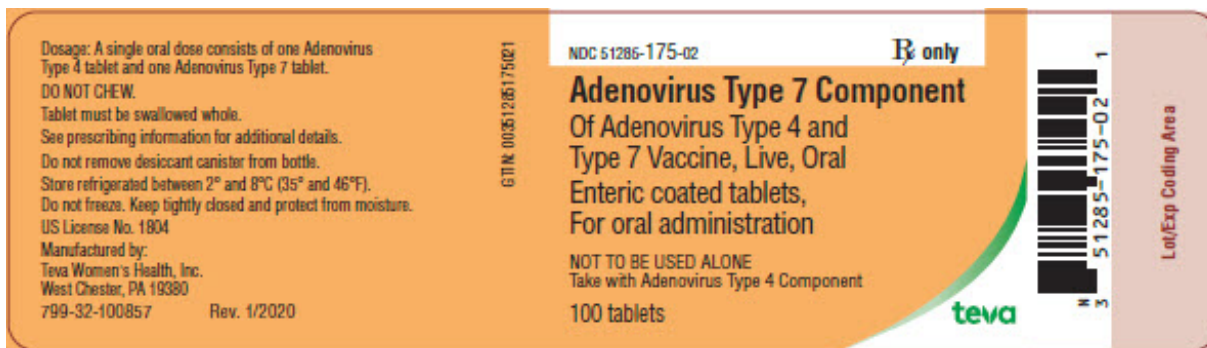 Dosage: A single oral dose consists of one Adenovirus
Type 4 tablet and one Adenovirus Type 7 tablet.
DO NOT CHEW.
Tablet must be swallowed whole.
See prescribing information for additional details.
Do not remove desiccant canister from bottle.
Store refrigerated between 2° and 8°C (35° and 46°F).
Do not freeze. Keep tightly closed and protect from moisture.
US License No. 1804
Manufactured by:
Teva Women's Health, Inc.
West Chester, PA 19380
799-32-100857 Rev. 1/2020
GTIN: 00351285175021
NDC 51285-175-02 ℞ only
Adenovirus Type 7 Component
Of Adenovirus Type 4 and
Type 7 Vaccine, Live, Oral
Enteric coated tablets,
For oral administration
NOT TO BE USED ALONE
Take with Adenovirus Type 4 Component
100 tablets
teva
N
3 51285-175-02 1
Lot/Exp Coding Area